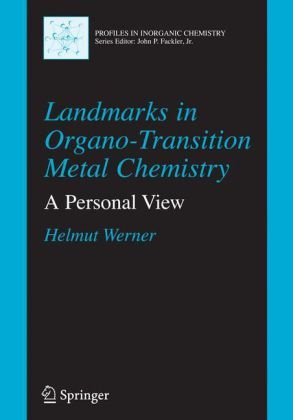 PROFILES IN INORGANIC CHEMISTRY
Series Editor: John P. Fackler, Jr.
Landmarks in
Organo-Transition
Metal Chemistry
A Personal View
Helmut Werner
Springer